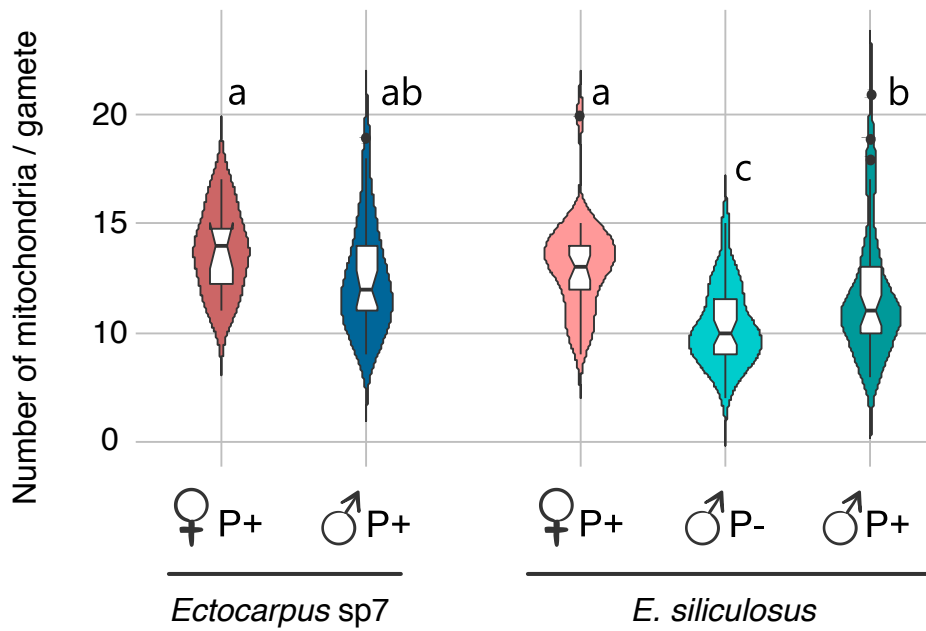 Number of mitochondria / gamete
20
15
10
0
a
ab
a
c
b
♀ P+
♂ P+
♀ P+
♂ P-
♂ P+
Ectocarpus sp7
E. siliculosus